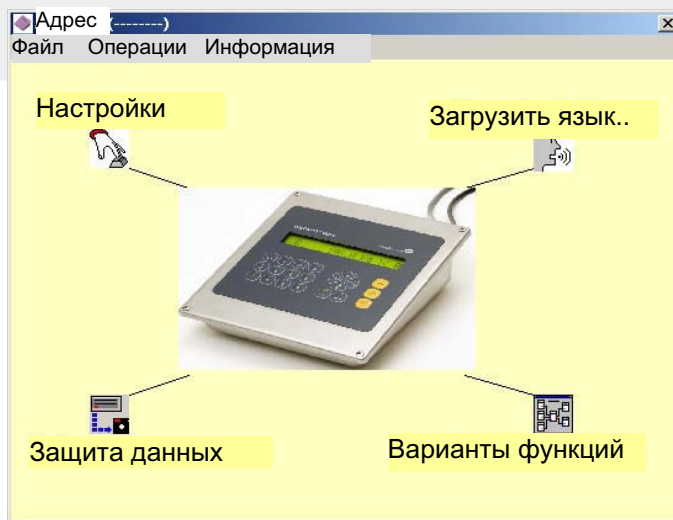 Адрес (--------)
Файл Операции Информация
Настройки
Загрузить язык..
Защита данных
Варианты функций